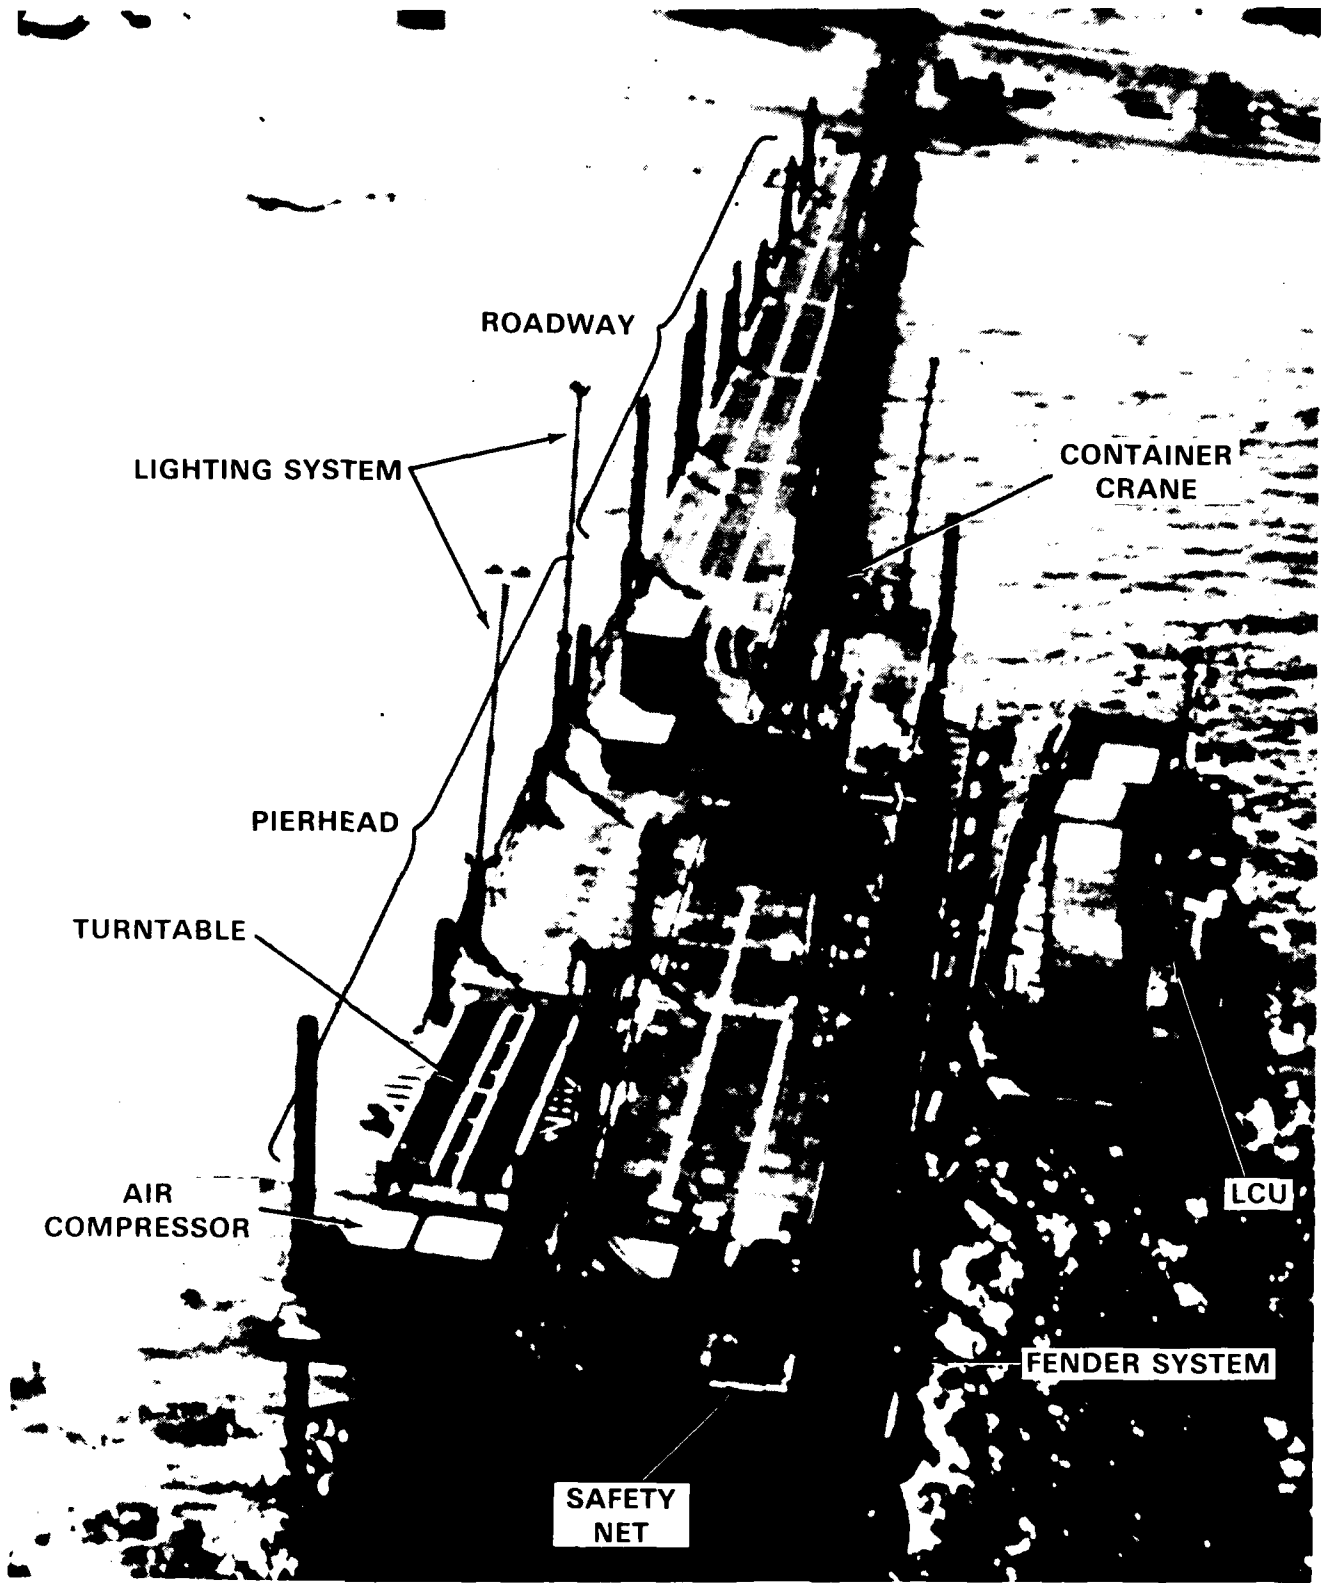 ROADWAY
LIGHTING SYSTEM
CONTAINER
CRANE
PIERHEAD
TURNTABLE
AIR
COMPRESSOR
LCU
FENDER SYSTEM
SAFETY
NET